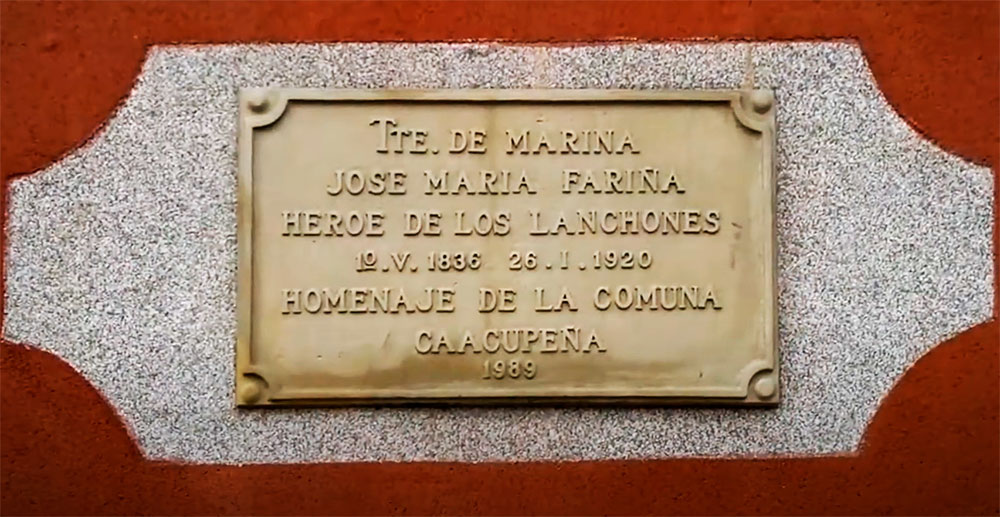 TTE. DE MARINA
JOSE MARIA FARIÑA
HEROE DE LOS LANCHONES
1º.V. 1836 26.I.1920
HOMENAJE DE LA COMUNA
CAACUPEÑA
1989